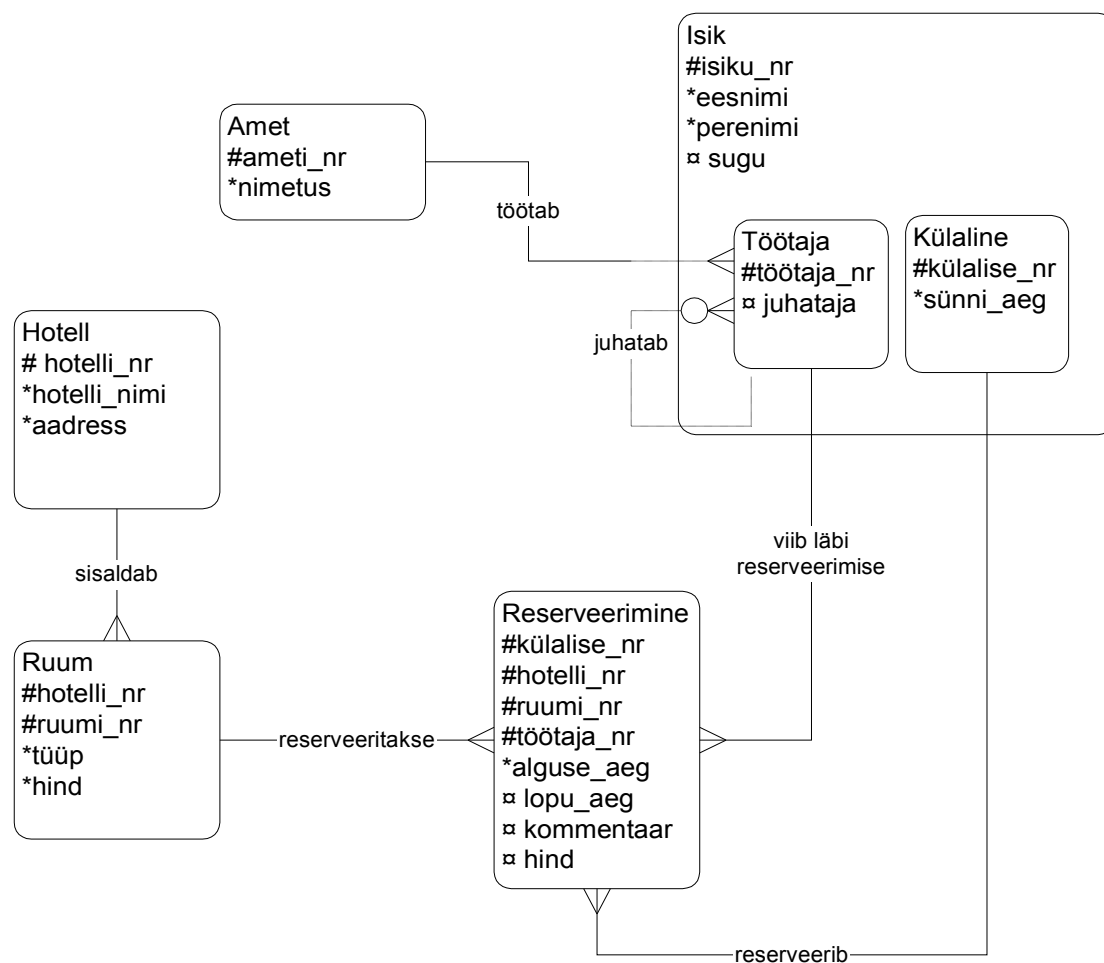 Isik
#isiku_nr
*eesnimi
*perenimi
¤ sugu
Amet
#ameti_nr
*nimetus
töötab
Töötaja
#töötaja_nr
¤ juhataja
Külaline
#külalise_nr
*sünni_aeg
juhatab
Hotell
# hotelli_nr
*hotelli_nimi
*aadress
sisaldab
viib läbi
reserveerimise
Ruum
#hotelli_nr
#ruumi_nr
*tüüp
*hind
reserveeritakse
Reserveerimine
#külalise_nr
#hotelli_nr
#ruumi_nr
#töötaja_nr
*alguse_aeg
¤ lopu_aeg
¤ kommentaar
¤ hind
reserveerib